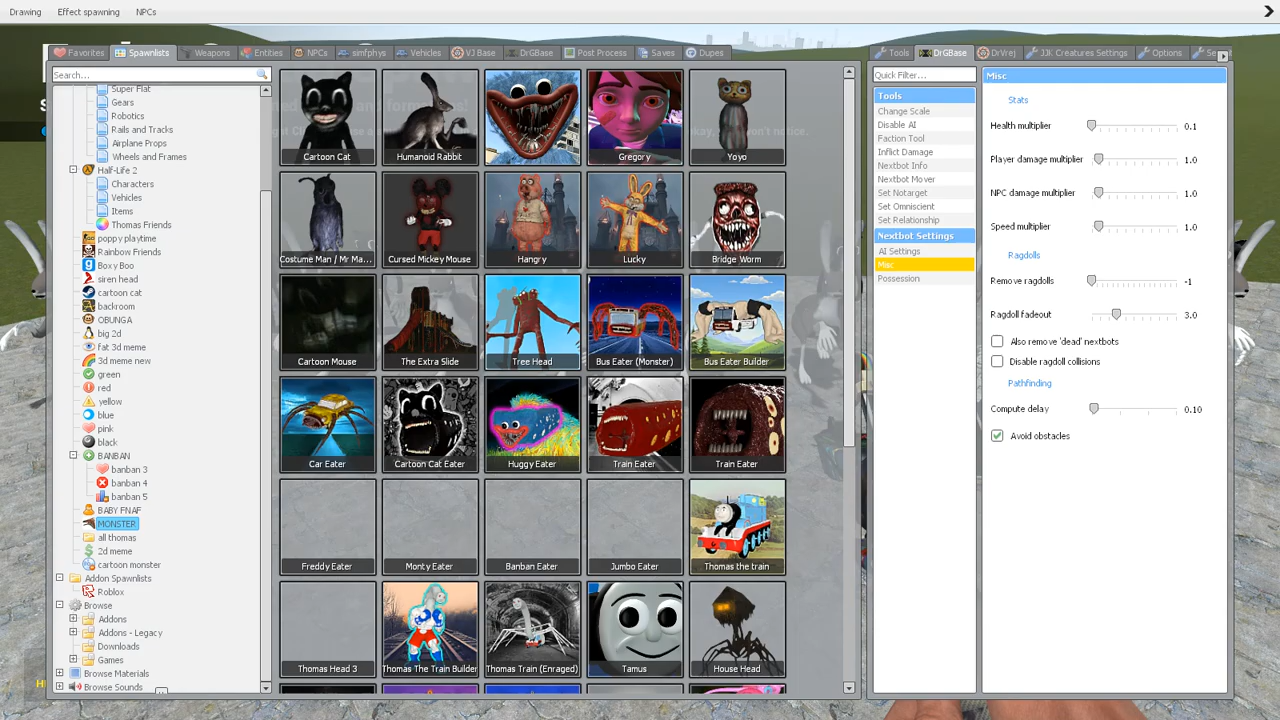 Drawing Effect spawning NPCs
Favorites Spawnlists Weapons Entities NPCs simfphys Vehicles VJ Base DrGBase Post Process Saves Dupes
Tools DrGBase DrVrej JJK Creatures Settings Options
Search...
Super Flat
Gears
Robotics
Rails and Tracks
Airplane Props
Wheels and Frames
Half-Life 2
Characters
Vehicles
Items
Thomas Friends
poppy playtime
Rainbow Friends
Boxy Boo
siren head
cartoon cat
backroom
OBUNGA
big 2d
fat 3d meme
3d meme new
green
red
yellow
blue
pink
black
BANBAN
banban 3
banban 4
banban 5
BABY FNAF
MONSTER
all thomas
2d meme
cartoon monster
Addon Spawnlists
Roblox
Browse
Addons
Addons - Legacy
Downloads
Games
Browse Materials
Browse Sounds
Cartoon Cat Humanoid Rabbit Gregory Yoyo
Costume Man / Mr Ma... Cursed Mickey Mouse Hangry Lucky Bridge Worm
Cartoon Mouse The Extra Slide Tree Head Bus Eater (Monster) Bus Eater Builder
Car Eater Cartoon Cat Eater Huggy Eater Train Eater Train Eater
Freddy Eater Monty Eater Banban Eater Jumbo Eater Thomas the train
Thomas Head 3 Thomas The Train Builder Thomas Train (Enraged) Tamus House Head
Quick Filter...
Tools
Change Scale
Disable AI
Faction Tool
Inflict Damage
Nextbot Info
Nextbot Mover
Set Notarget
Set Omniscient
Set Relationship
Nextbot Settings
AI Settings
Misc
Possession
Misc
Stats
Health multiplier 0.1
Player damage multiplier 1.0
NPC damage multiplier 1.0
Speed multiplier 1.0
Ragdolls
Remove ragdolls -1
Ragdoll fadeout 3.0
Also remove 'dead' nextbots
Disable ragdoll collisions
Pathfinding
Compute delay 0.10
Avoid obstacles